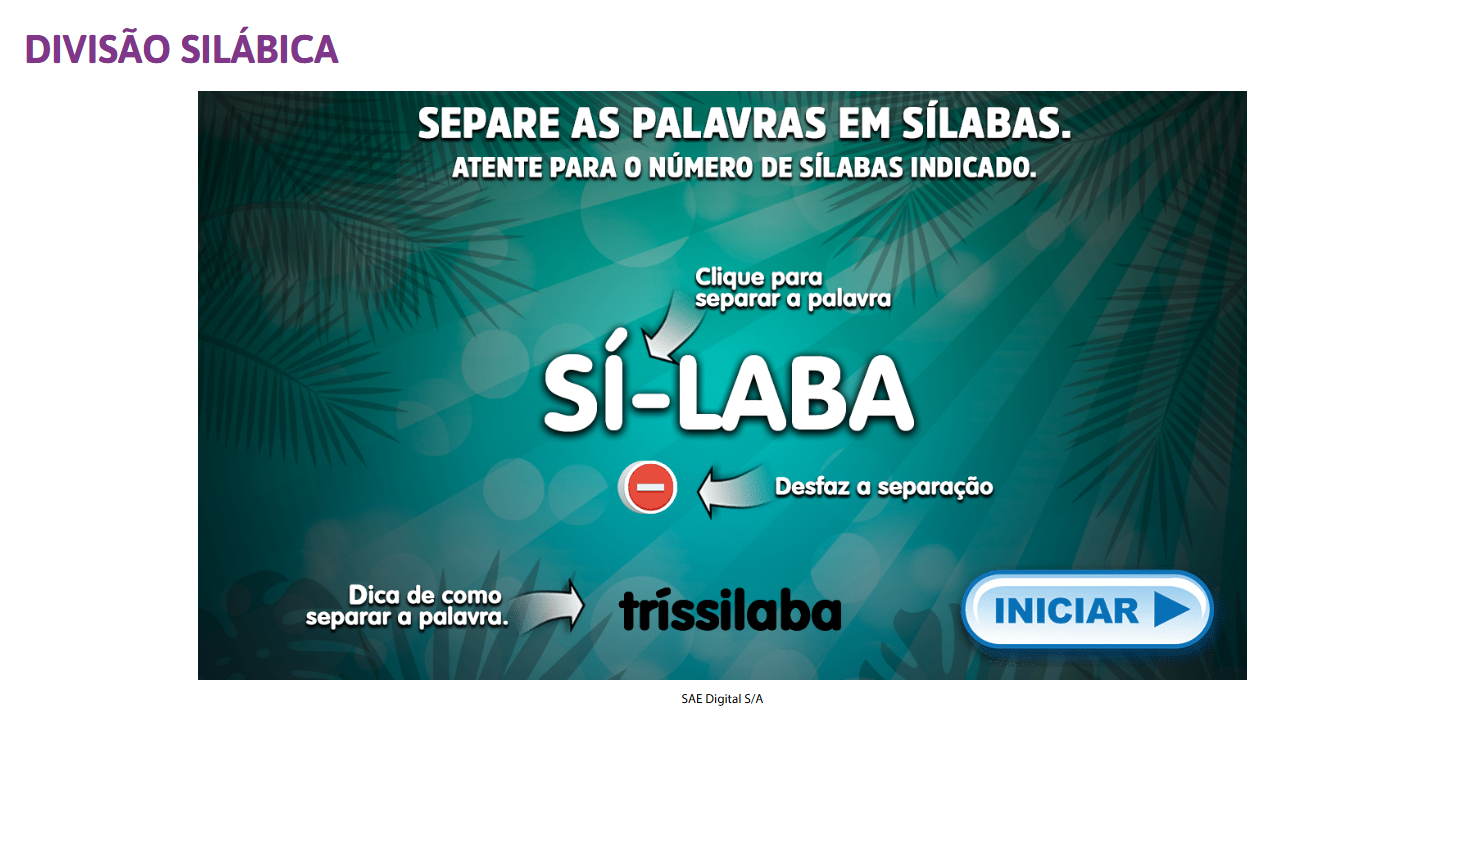 DIVISÃO SILÁBICA
SEPARE AS PALAVRAS EM SÍLABAS.
ATENTE PARA O NÚMERO DE SÍLABAS INDICADO.
Clique para
separar a palavra
SÍ-LABA
Desfaz a separação
Dica de como
separar a palavra.
tríssilaba
INICIAR
SAE Digital S/A